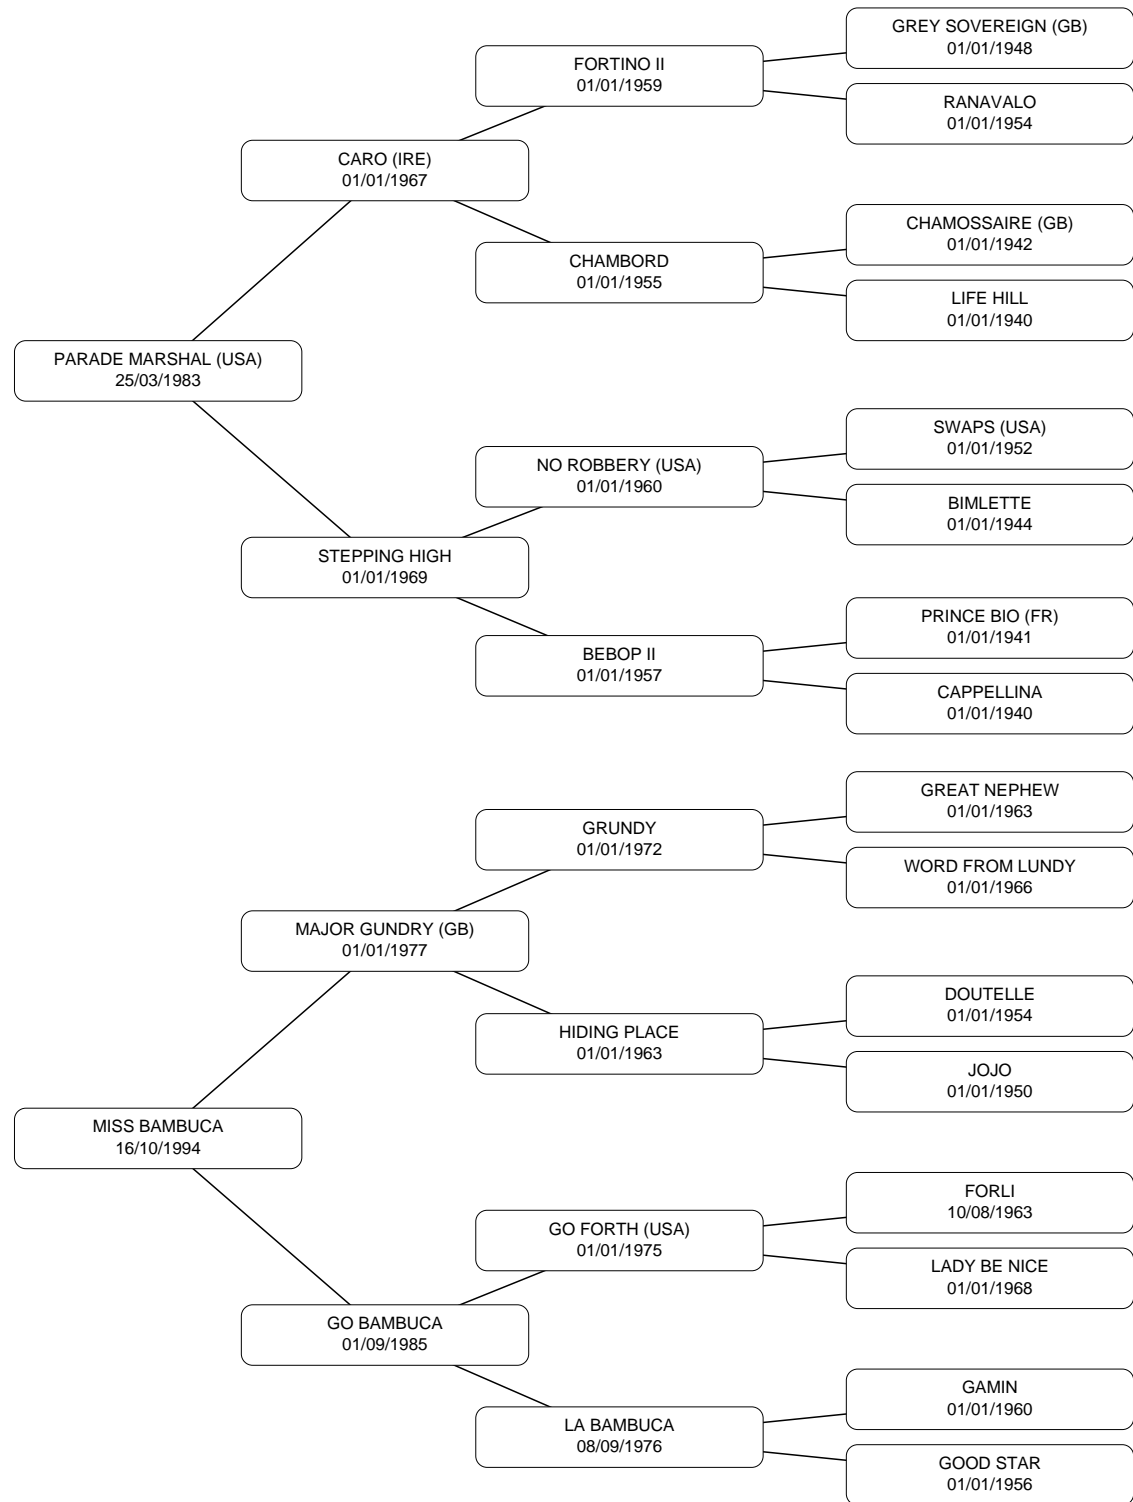 GREY SOVEREIGN (GB)
01/01/1948
FORTINO II
01/01/1959
RANAVALO
01/01/1954
CARO (IRE)
01/01/1967
CHAMOSSAIRE (GB)
01/01/1942
CHAMBORD
01/01/1955
LIFE HILL
01/01/1940
PARADE MARSHAL (USA)
25/03/1983
SWAPS (USA)
01/01/1952
NO ROBBERY (USA)
01/01/1960
BIMLETTE
01/01/1944
STEPPING HIGH
01/01/1969
PRINCE BIO (FR)
01/01/1941
BEBOP II
01/01/1957
CAPPELLINA
01/01/1940
GREAT NEPHEW
01/01/1963
GRUNDY
01/01/1972
WORD FROM LUNDY
01/01/1966
MAJOR GUNDRY (GB)
01/01/1977
DOUTELLE
01/01/1954
HIDING PLACE
01/01/1963
JOJO
01/01/1950
MISS BAMBUCA
16/10/1994
FORLI
10/08/1963
GO FORTH (USA)
01/01/1975
LADY BE NICE
01/01/1968
GO BAMBUCA
01/09/1985
GAMIN
01/01/1960
LA BAMBUCA
08/09/1976
GOOD STAR
01/01/1956